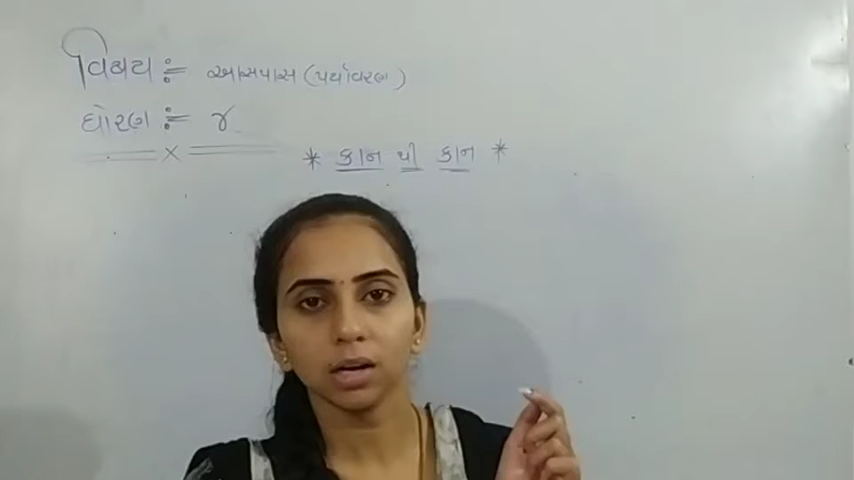 વિષય := આસપાસ (પર્યાવરણ)
ધોરણ := ૪
* કાન થી કાન *